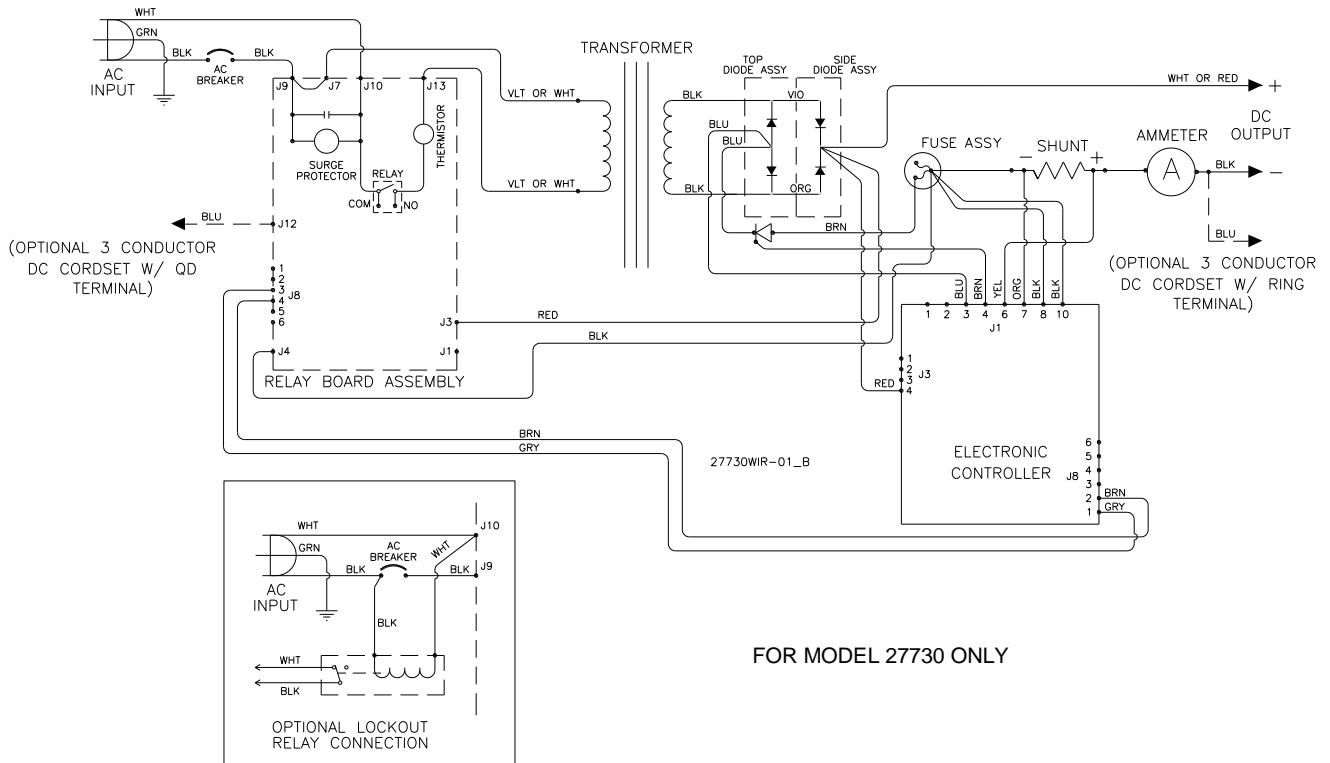 WHT
GRN
BLK
AC
BREAKER
BLK
AC
INPUT
J9
J7
J10
J13
THERMISTOR
SURGE
PROTECTOR
RELAY
COM
NO
BLU
J12
(OPTIONAL 3 CONDUCTOR
DC CORDSET W/ QD
TERMINAL)
1
2
3
4
5
6
J8
J3
J4
J1
RELAY BOARD ASSEMBLY
TRANSFORMER
VLT OR WHT
VLT OR WHT
BLK
BLK
TOP
DIODE ASSY
SIDE
DIODE ASSY
VIO
BLU
BLU
ORG
BRN
WHT OR RED
+
DC
OUTPUT
FUSE ASSY
- SHUNT +
AMMETER
A
BLK
-
BLU
(OPTIONAL 3 CONDUCTOR
DC CORDSET W/ RING
TERMINAL)
RED
BLK
BLU
BRN
YEL
ORG
BLK
BLK
1 2 3 4 6 7 8 10
J1
1
2
3
4
J3
RED
ELECTRONIC
CONTROLLER
6
5
4
3
2
1
J8
BRN
GRY
BRN
GRY
27730WIR-01_B
WHT
GRN
AC
BREAKER
WHT
J10
BLK
BLK
J9
AC
INPUT
BLK
WHT
BLK
OPTIONAL LOCKOUT
RELAY CONNECTION
FOR MODEL 27730 ONLY